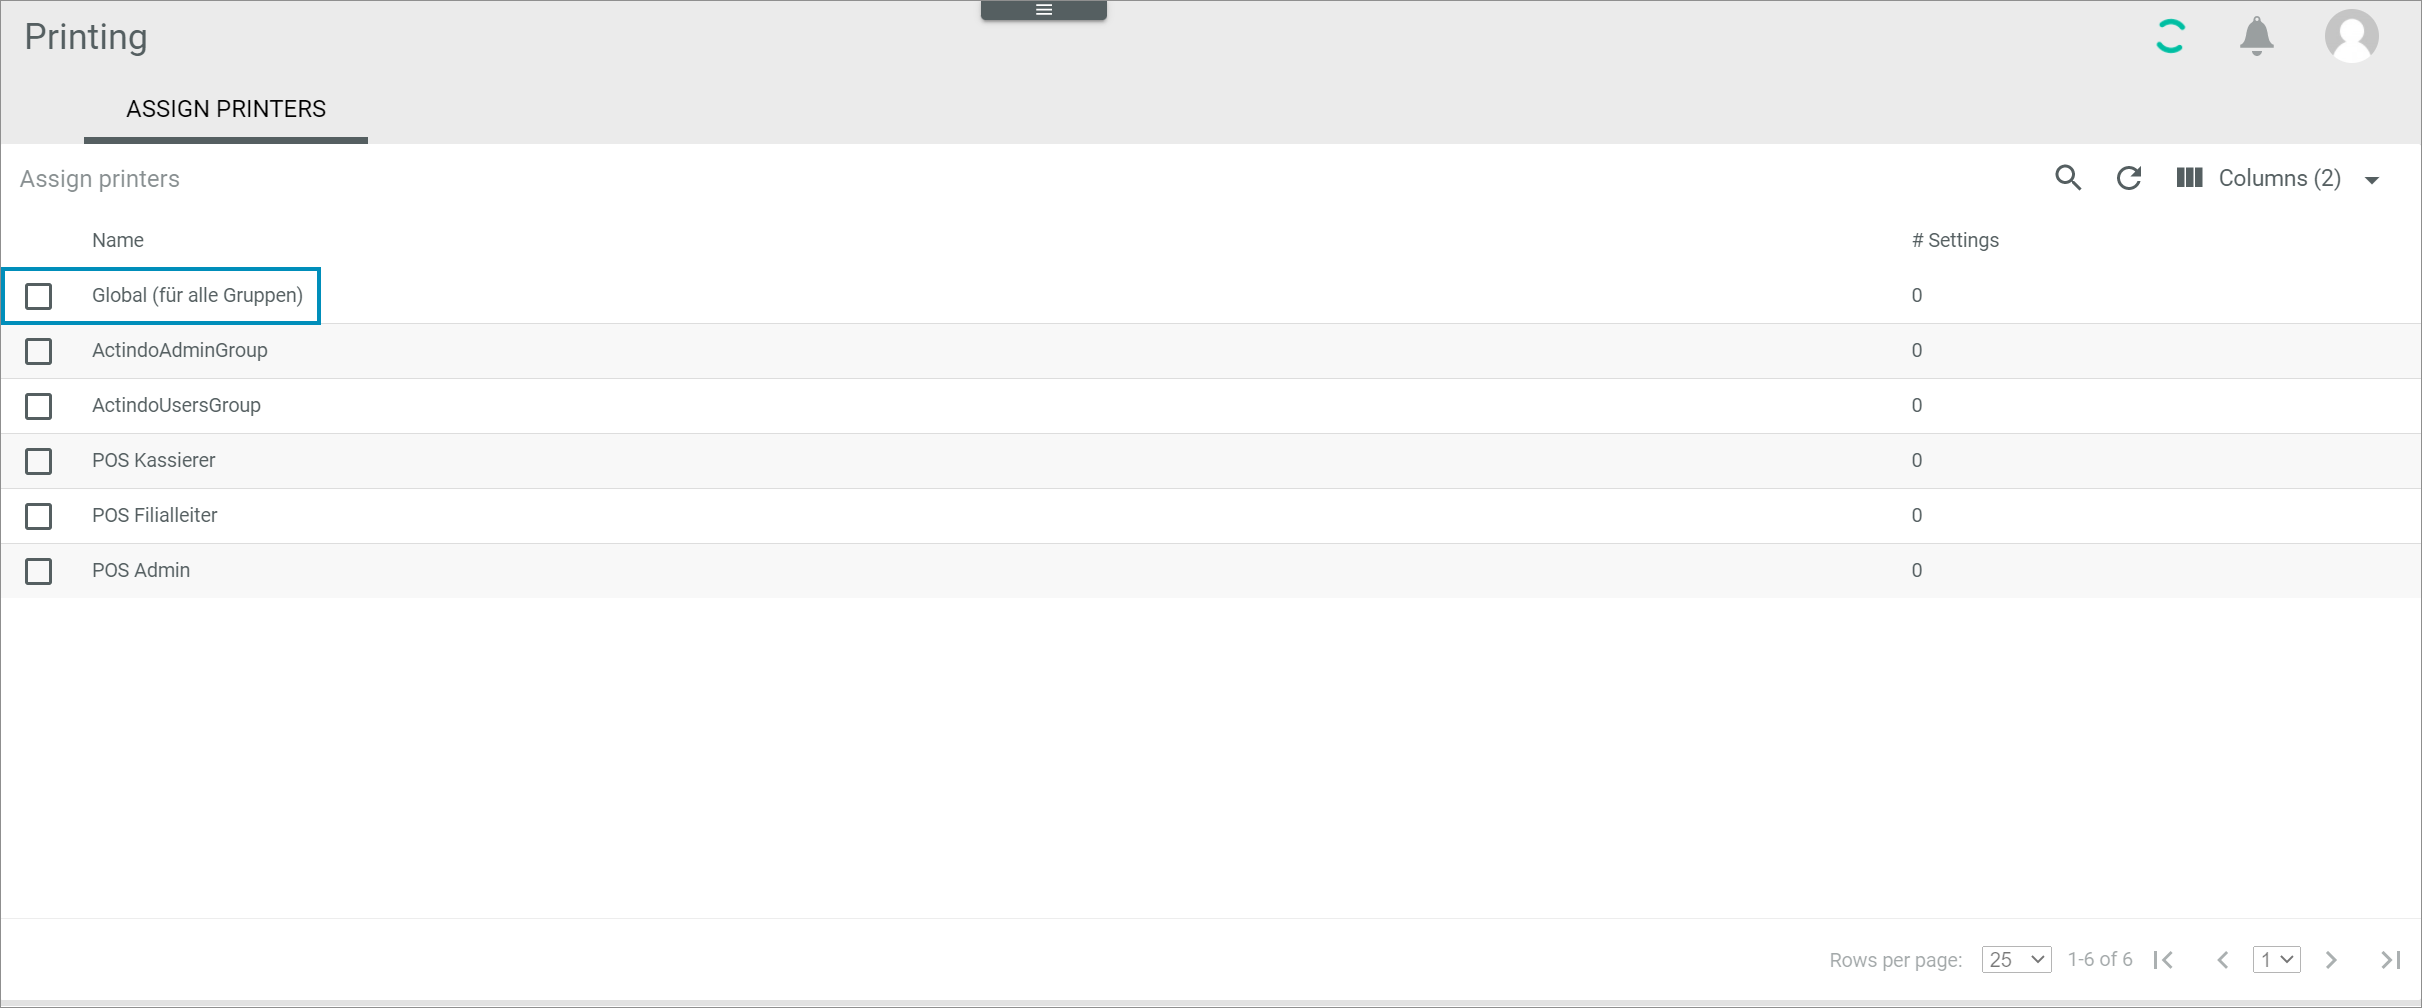 Printing
ASSIGN PRINTERS
Assign printers
Columns (2)
Name # Settings
Global (für alle Gruppen) 0
ActindoAdminGroup 0
ActindoUsersGroup 0
POS Kassierer 0
POS Filialleiter 0
POS Admin 0
Rows per page: 25 1-6 of 6 1